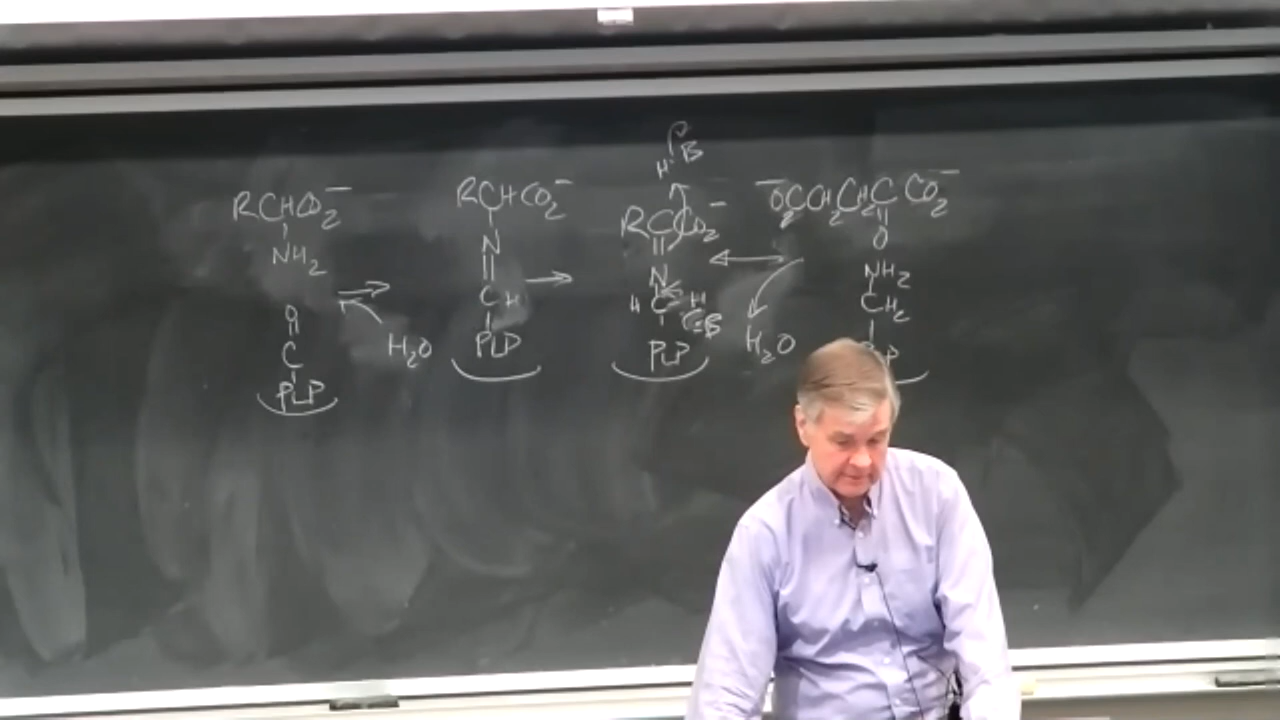 RCHCO₂⁻
NH₂
O
C
PLP
H₂O
RCHCO₂⁻
N
CH
PLP
H B
RCCO₂⁻
N
H C H
B
PLP
H₂O
⁻O₂CCH₂CH₂CCO₂⁻
O
NH₂
CH₂